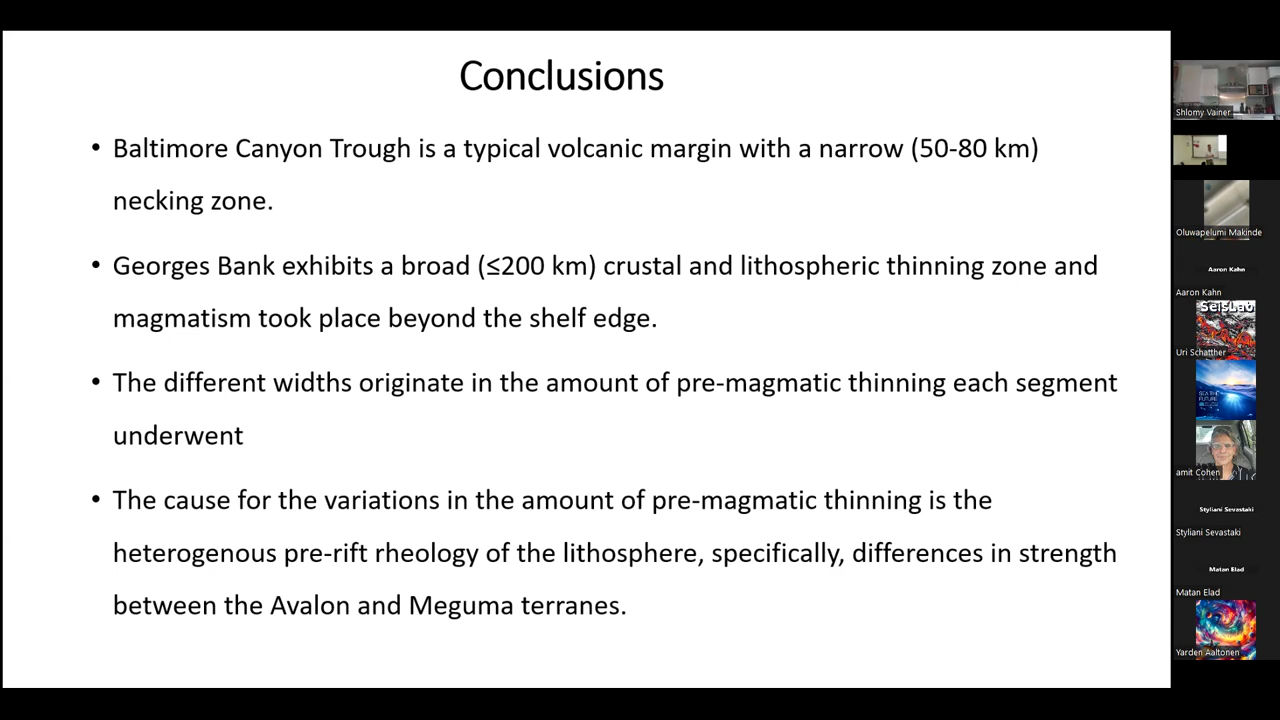 Conclusions
• Baltimore Canyon Trough is a typical volcanic margin with a narrow (50-80 km)
necking zone.
• Georges Bank exhibits a broad (≤200 km) crustal and lithospheric thinning zone and
magmatism took place beyond the shelf edge.
• The different widths originate in the amount of pre-magmatic thinning each segment
underwent
• The cause for the variations in the amount of pre-magmatic thinning is the
heterogenous pre-rift rheology of the lithosphere, specifically, differences in strength
between the Avalon and Meguma terranes.
Shlomy Vainer
Oluwapelumi Makinde
Aaron Kahn
Aaron Kahn
SeisLab
Uri Schattner
SEA THE
FUTURE
amit Cohen
Styliani Sevastaki
Styliani Sevastaki
Matan Elad
Matan Elad
Yarden Aaltonen